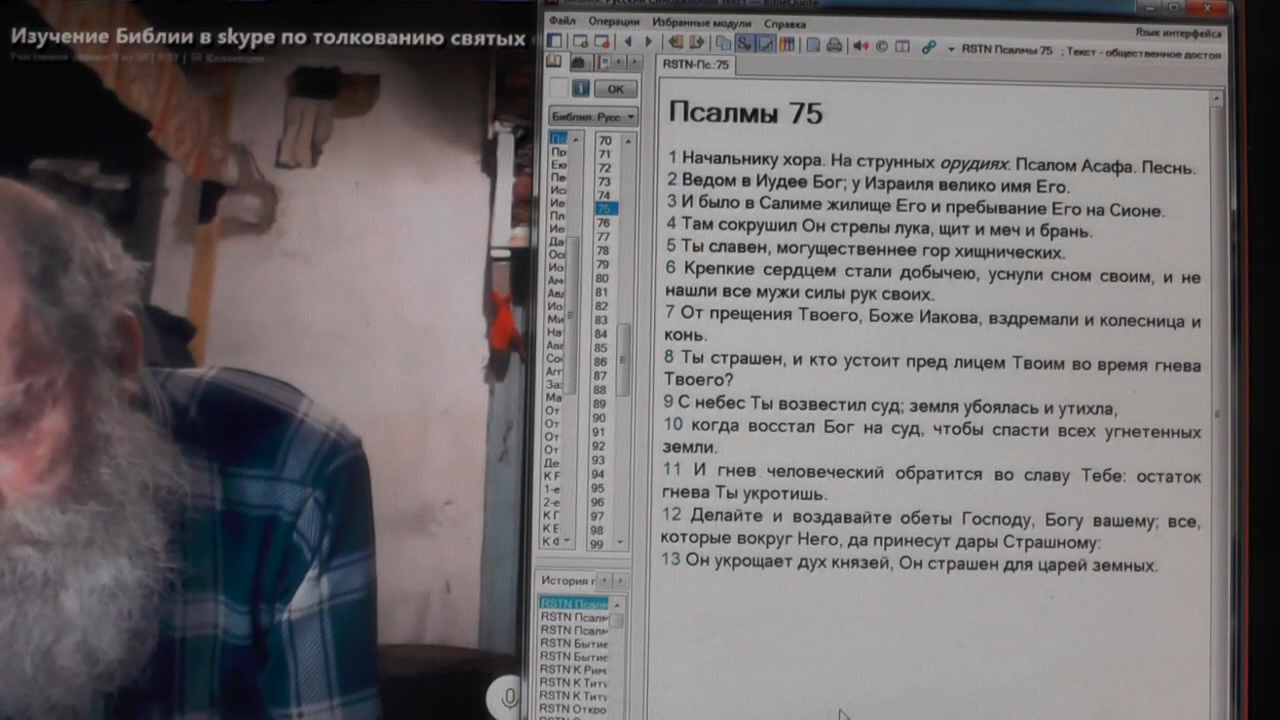 Изучение Библии в skype по толкованию святых
Файл Операции Избранные модули Справка
Язык интерфейса
RSTN Псалмы 75 : Текст - общественное достоя
RSTN-Пс.:75
OK
Библия. Русс
Псалмы 75
1 Начальнику хора. На струнных орудиях. Псалом Асафа. Песнь.
2 Ведом в Иудее Бог; у Израиля велико имя Его.
3 И было в Салиме жилище Его и пребывание Его на Сионе.
4 Там сокрушил Он стрелы лука, щит и меч и брань.
5 Ты славен, могущественнее гор хищнических.
6 Крепкие сердцем стали добычею, уснули сном своим, и не
нашли все мужи силы рук своих.
7 От прещения Твоего, Боже Иакова, вздремали и колесница и
конь.
8 Ты страшен, и кто устоит пред лицем Твоим во время гнева
Твоего?
9 С небес Ты возвестил суд; земля убоялась и утихла,
10 когда восстал Бог на суд, чтобы спасти всех угнетенных
земли.
11 И гнев человеческий обратится во славу Тебе: остаток
гнева Ты укротишь.
12 Делайте и воздавайте обеты Господу, Богу вашему; все,
которые вокруг Него, да принесут дары Страшному:
13 Он укрощает дух князей, Он страшен для царей земных.
70
71
72
73
74
75
76
77
78
79
80
81
82
83
84
85
86
87
88
89
90
91
92
93
94
95
96
97
98
99
История г
RSTN Псалм
RSTN Псалм
RSTN Псалм
RSTN Бытие
RSTN Бытие
RSTN К Рим
RSTN К Титу
RSTN К Титу
RSTN Откро